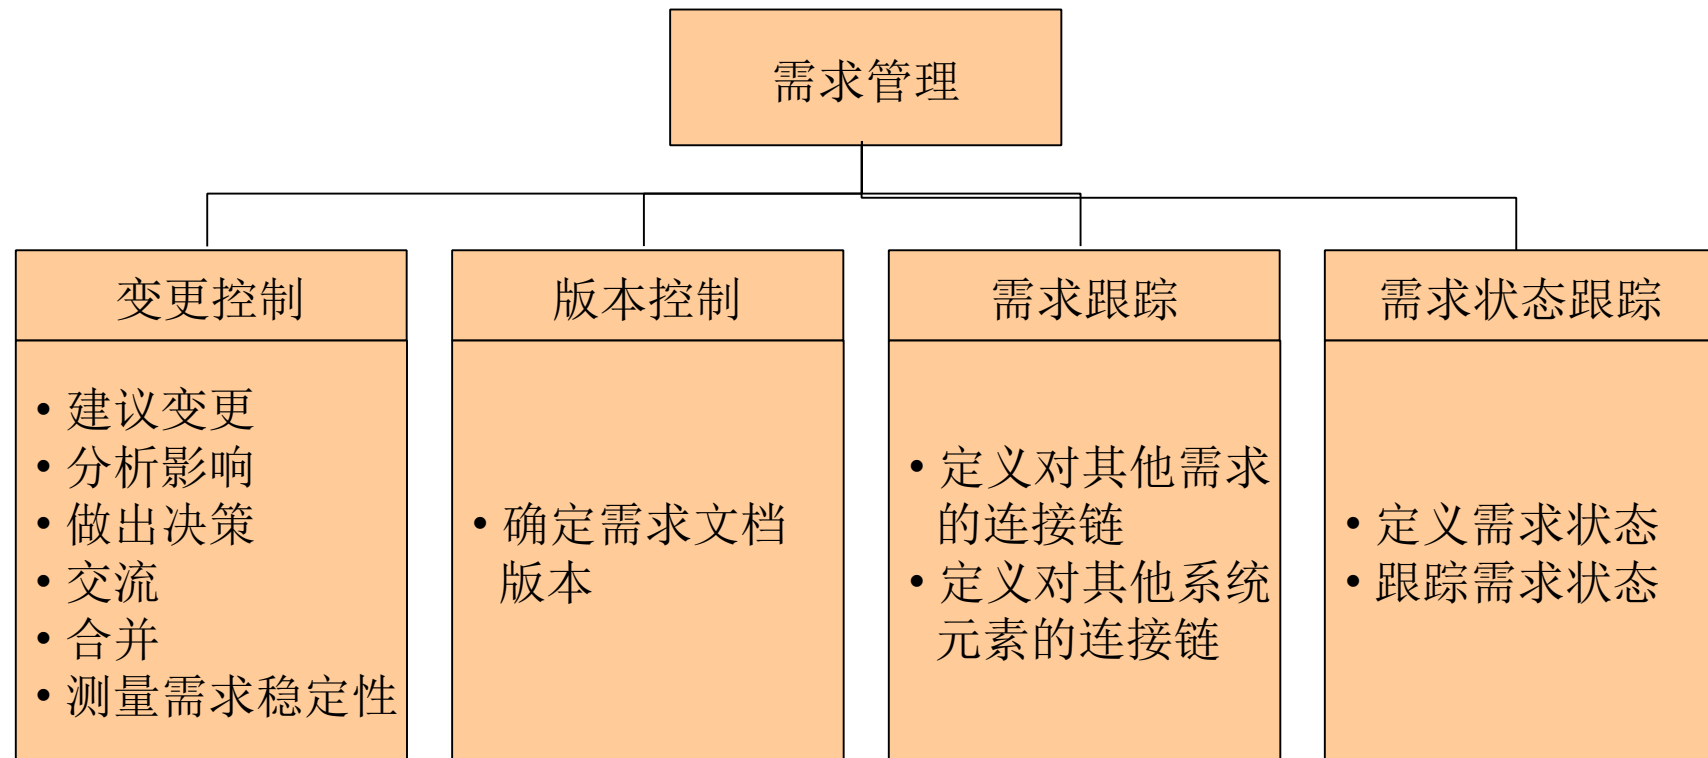 需求管理
变更控制
• 建议变更
• 分析影响
• 做出决策
• 交流
• 合并
• 测量需求稳定性
版本控制
• 确定需求文档
版本
需求跟踪
• 定义对其他需求
的连接链
• 定义对其他系统
元素的连接链
需求状态跟踪
• 定义需求状态
• 跟踪需求状态